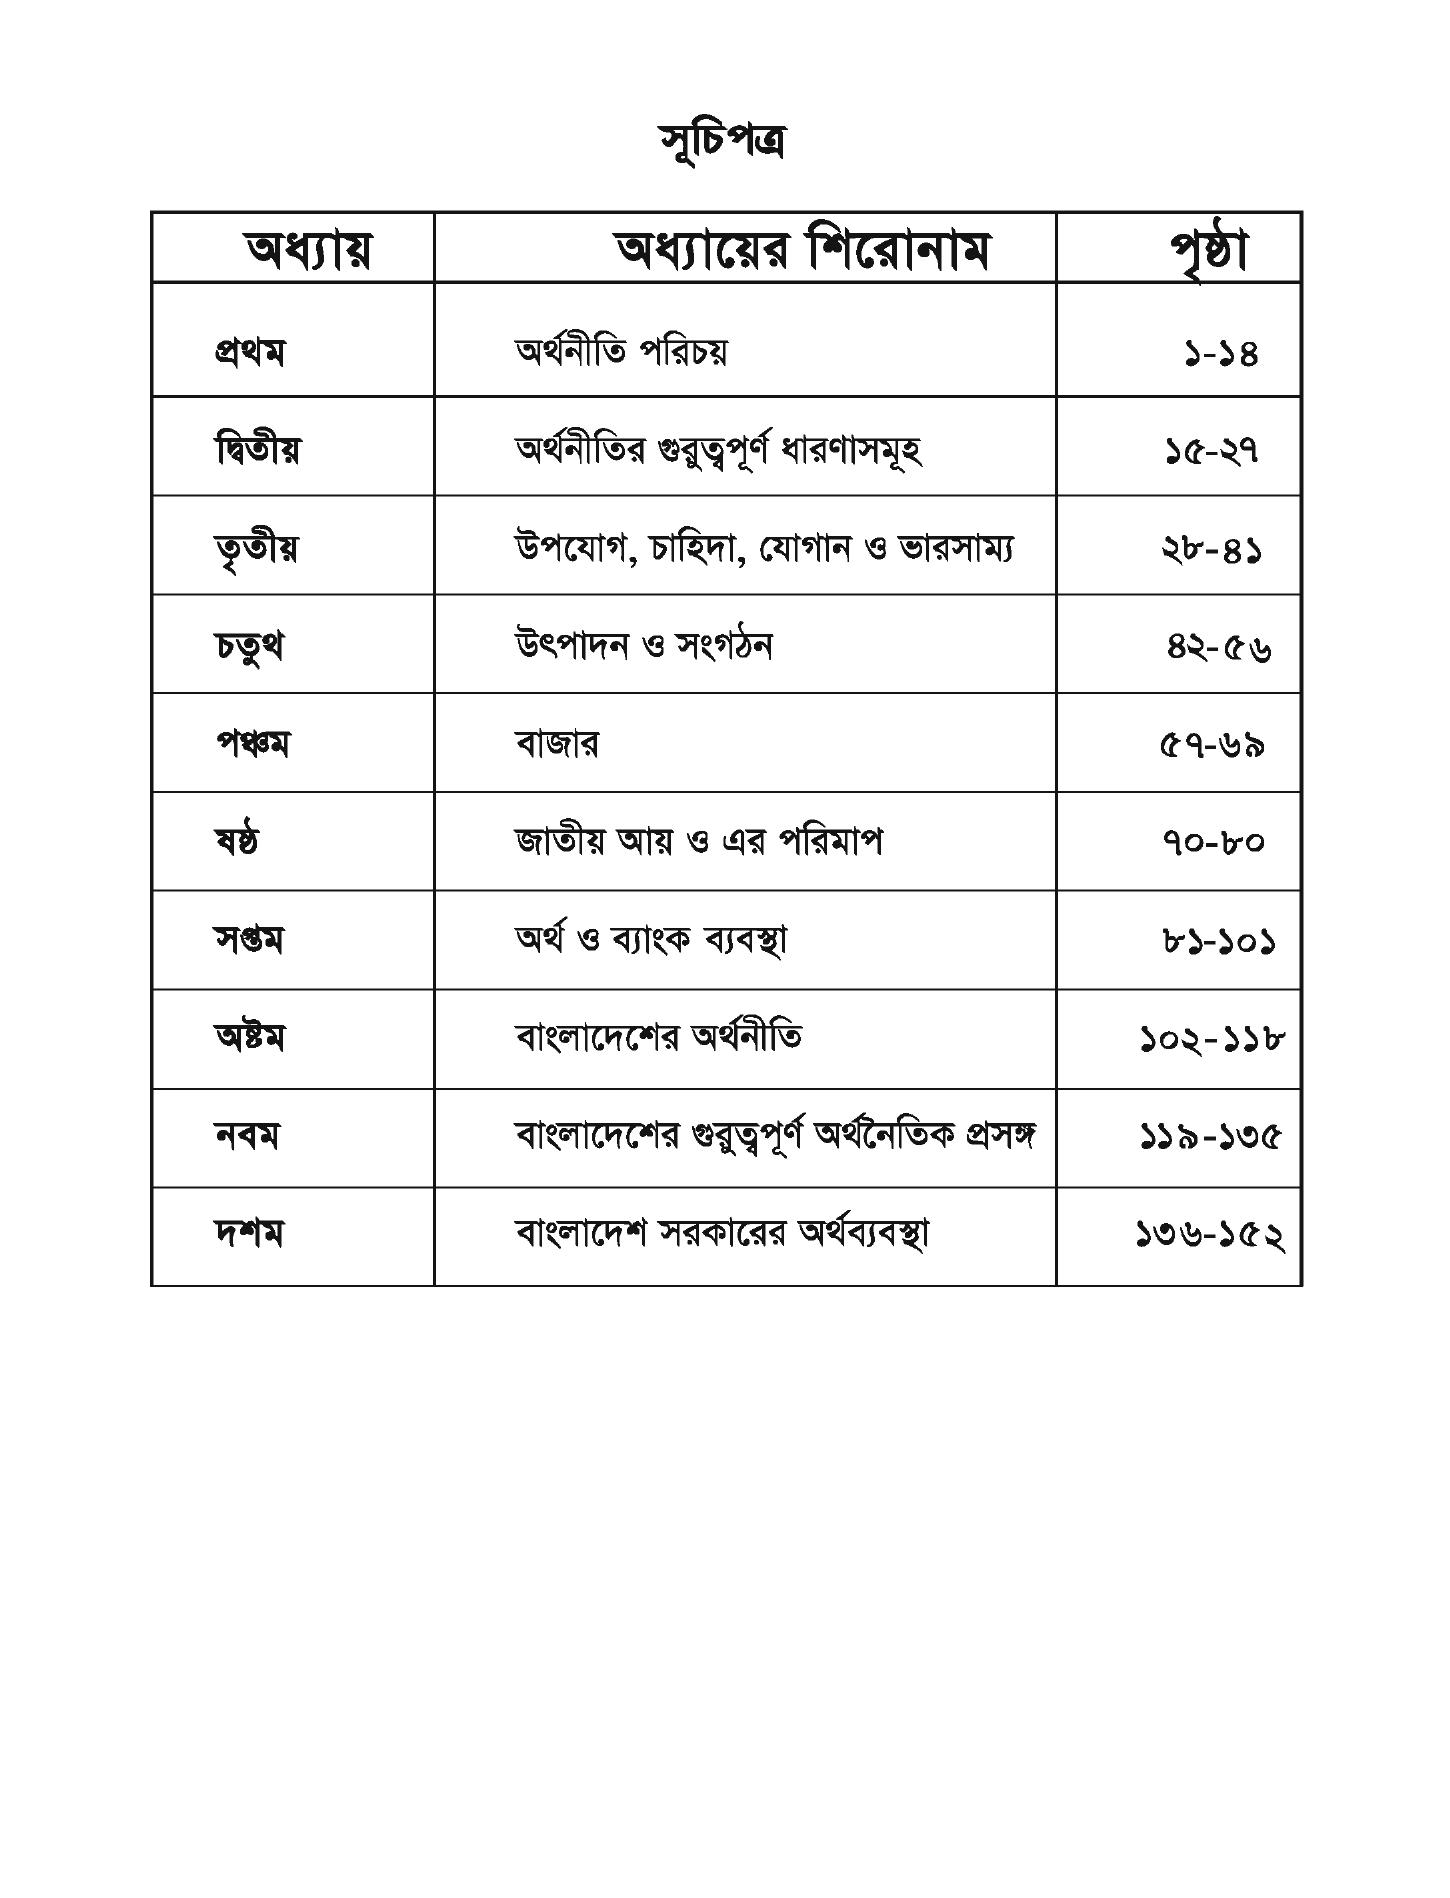 সূচিপত্র
অধ্যায় অধ্যায়ের শিরোনাম পৃষ্ঠা
প্রথম অর্থনীতি পরিচয় ১-১৪
দ্বিতীয় অর্থনীতির গুরুত্বপূর্ণ ধারণাসমূহ ১৫-২৭
তৃতীয় উপযোগ, চাহিদা, যোগান ও ভারসাম্য ২৮-৪১
চতুথ উৎপাদন ও সংগঠন ৪২-৫৬
পঞ্চম বাজার ৫৭-৬৯
ষষ্ঠ জাতীয় আয় ও এর পরিমাপ ৭০-৮০
সপ্তম অর্থ ও ব্যাংক ব্যবস্থা ৮১-১০১
অষ্টম বাংলাদেশের অর্থনীতি ১০২-১১৮
নবম বাংলাদেশের গুরুত্বপূর্ণ অর্থনৈতিক প্রসঙ্গ ১১৯-১৩৫
দশম বাংলাদেশ সরকারের অর্থব্যবস্থা ১৩৬-১৫২